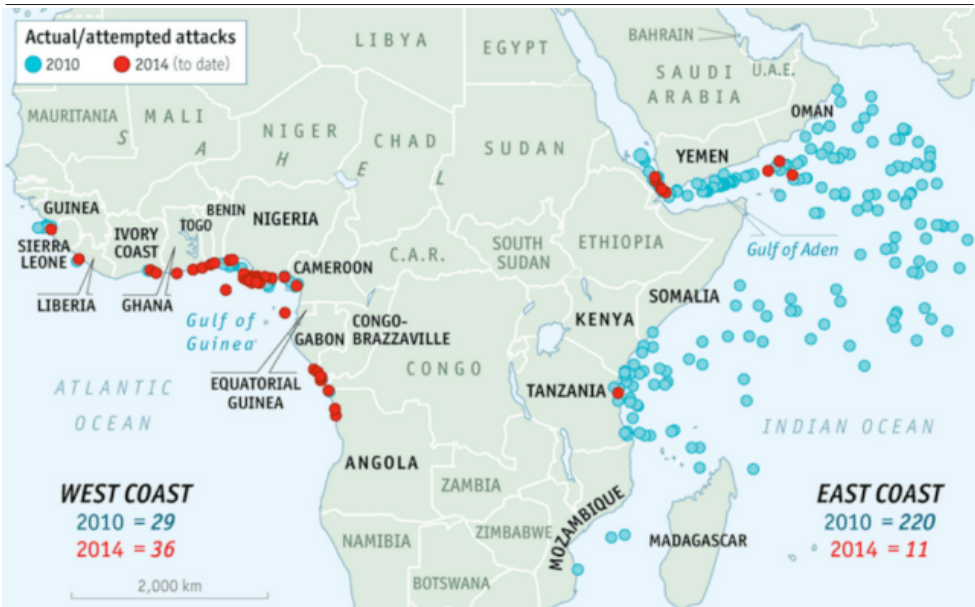 Actual/attempted attacks
2010 2014 (to date)
LIBYA
EGYPT
BAHRAIN
SAUDI
ARABIA
U.A.E.
OMAN
MAURITANIA
MALI
NIGER
CHAD
SUDAN
YEMEN
SAHEL
GUINEA
SIERRA
LEONE
IVORY
COAST
TOGO
BENIN
NIGERIA
C.A.R.
SOUTH
SUDAN
ETHIOPIA
Gulf of Aden
LIBERIA
GHANA
CAMEROON
SOMALIA
Gulf of
Guinea
GABON
CONGO-
BRAZZAVILLE
KENYA
EQUATORIAL
GUINEA
CONGO
TANZANIA
ATLANTIC
OCEAN
INDIAN OCEAN
ANGOLA
ZAMBIA
WEST COAST
2010 = 29
2014 = 36
EAST COAST
2010 = 220
2014 = 11
NAMIBIA
ZIMBABWE
MOZAMBIQUE
MADAGASCAR
BOTSWANA
2,000 km